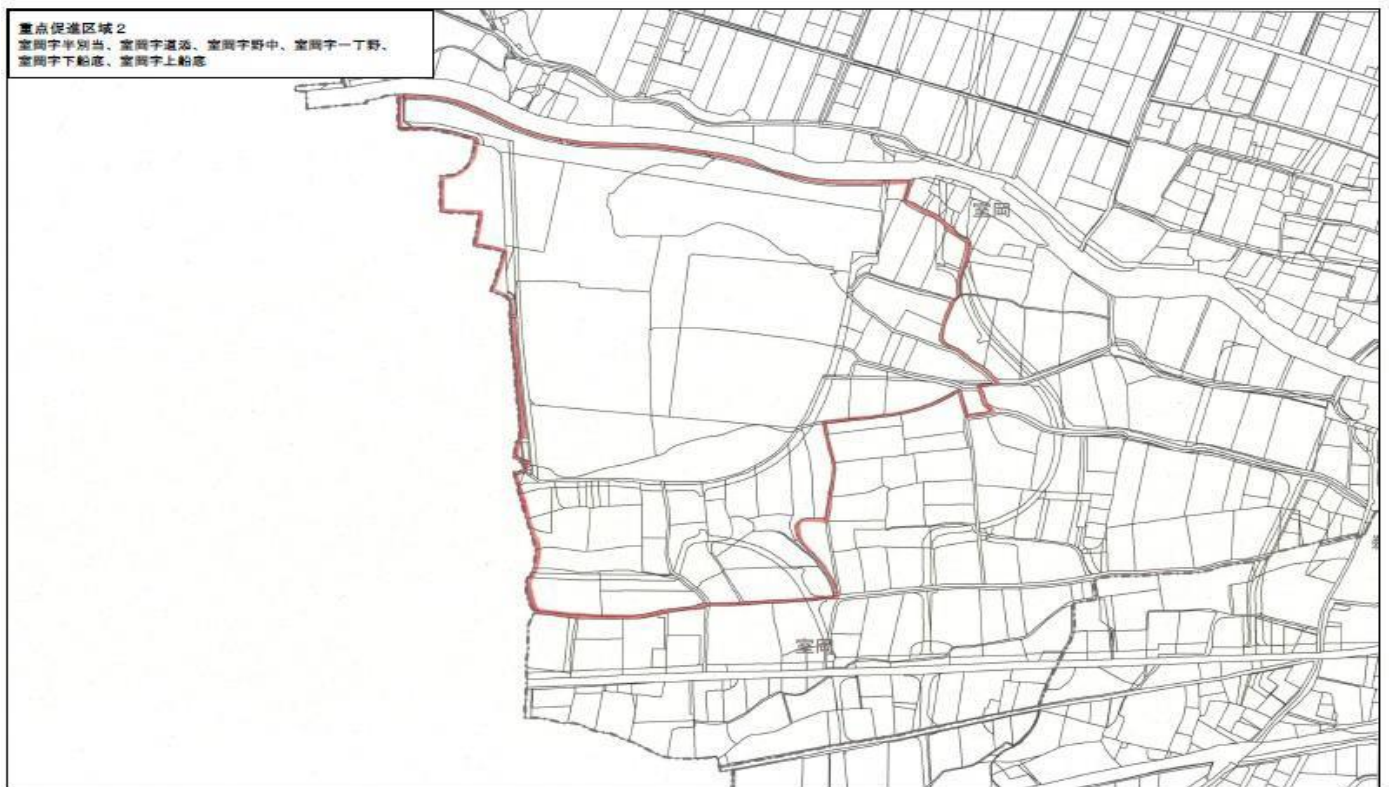 重点促進区域２
室岡字半別当、室岡字道添、室岡字野中、室岡字一丁野、
室岡字下船底、室岡字上船底
室岡
室岡